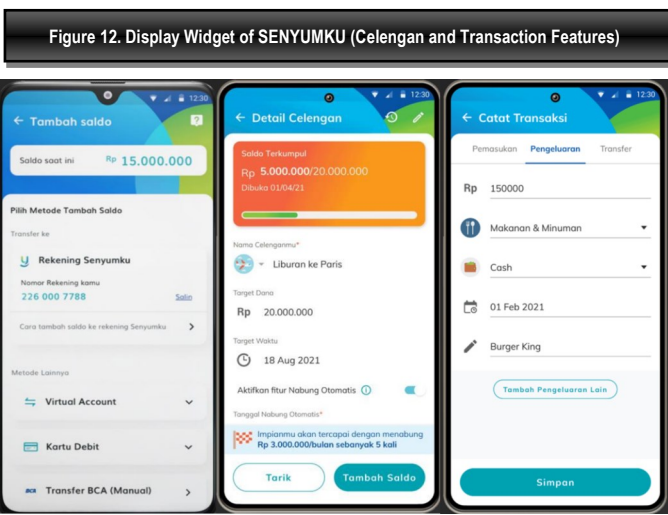 Figure 12. Display Widget of SENYUMKU (Celengan and Transaction Features)
12:30
Tambah saldo
?
Saldo saat ini Rp 15.000.000
Pilih Metode Tambah Saldo
Transfer ke
Rekening Senyumku
Nomor Rekening kamu
226 000 7788 Salin
Cara tambah saldo ke rekening Senyumku
Metode Lainnya
Virtual Account
Kartu Debit
BCA Transfer BCA (Manual)
12:30
Detail Celengan
Saldo Terkumpul
Rp 5.000.000/20.000.000
Dibuka 01/04/21
Nama Celenganmu*
Liburan ke Paris
Target Dana
Rp 20.000.000
Target Waktu
18 Aug 2021
Aktifkan fitur Nabung Otomatis
Tanggal Nabung Otomatis*
Impianmu akan tercapai dengan menabung
Rp 3.000.000/bulan sebanyak 5 kali
Tarik Tambah Saldo
12:30
Catat Transaksi
Pemasukan Pengeluaran Transfer
Rp 150000
Makanan & Minuman
Cash
01 Feb 2021
Burger King
Tambah Pengeluaran Lain
Simpan